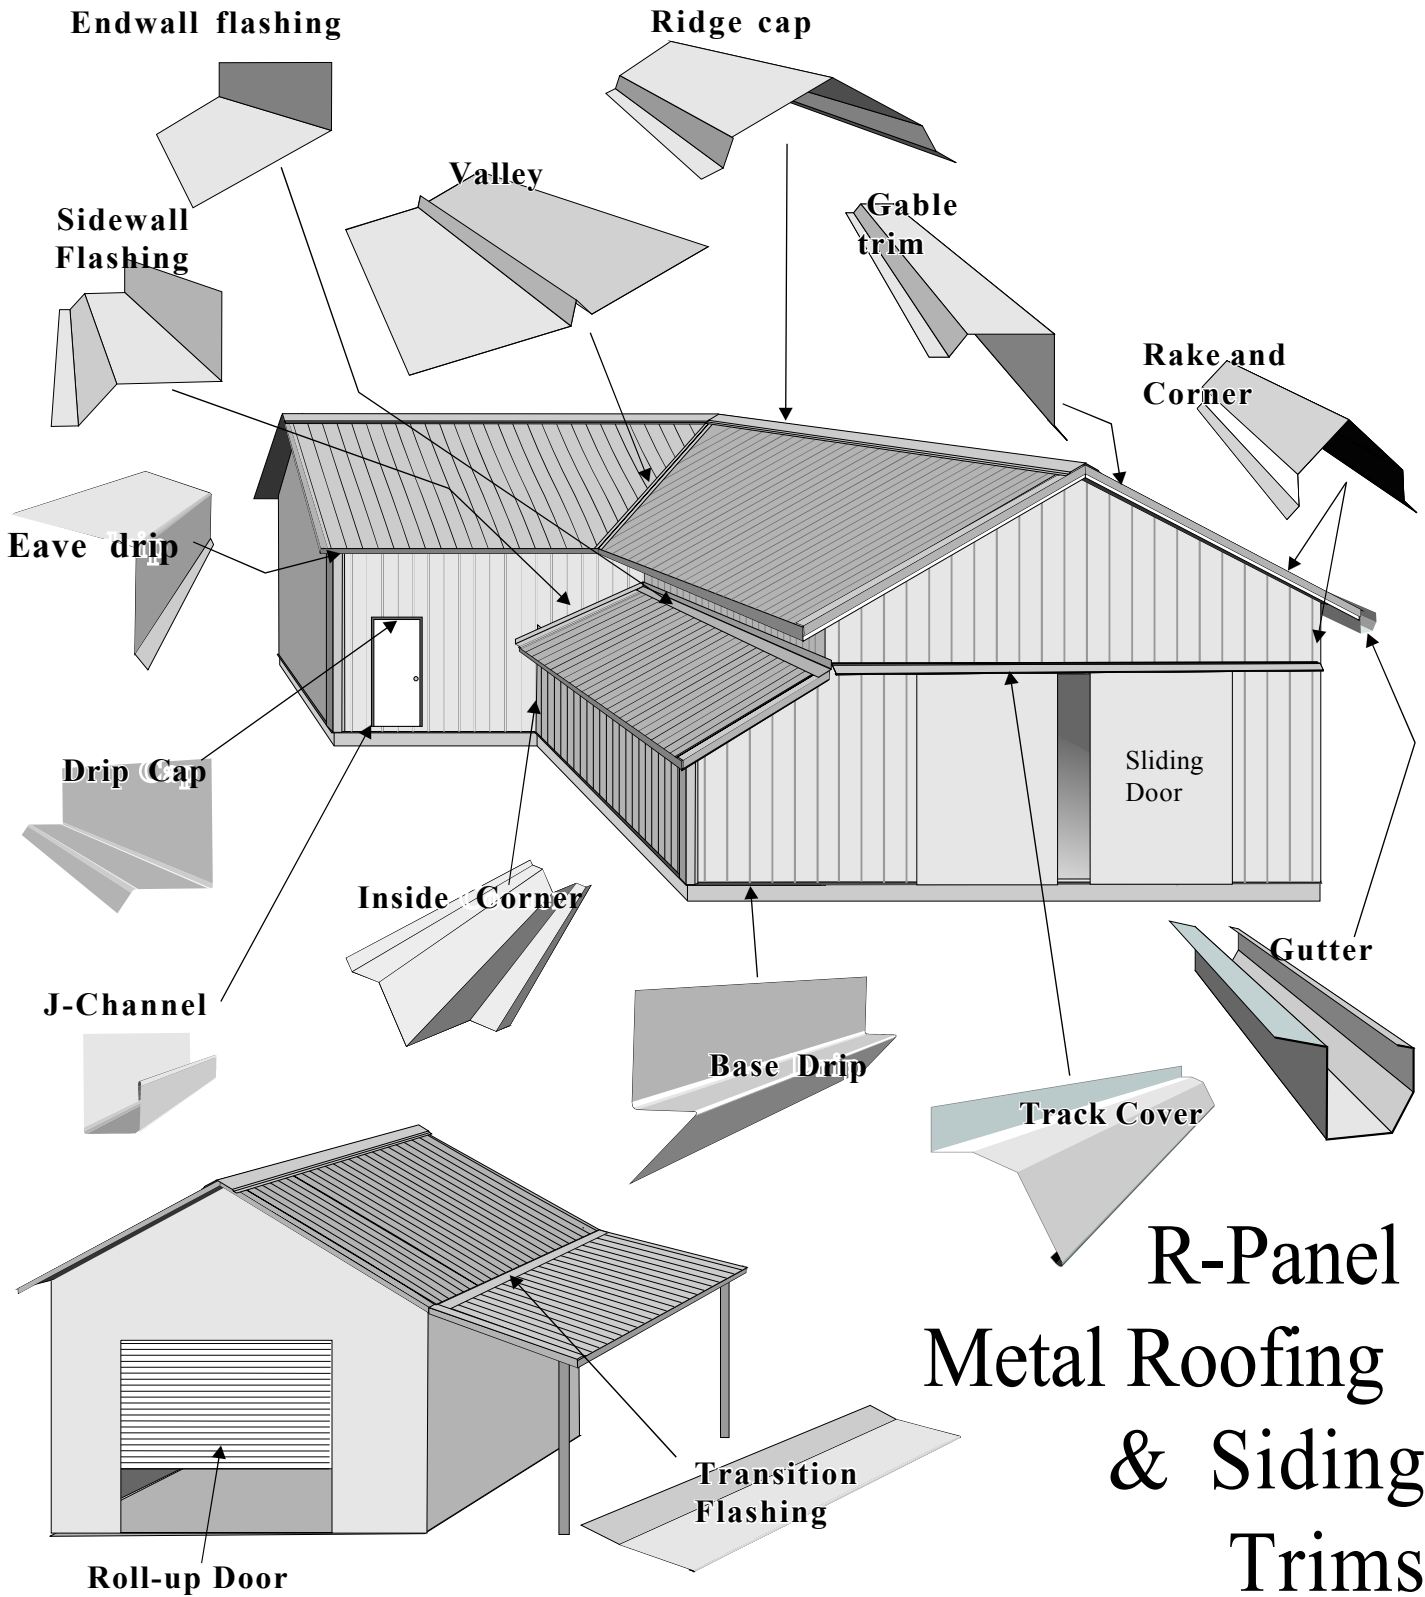 Endwall flashing
Ridge cap
Valley
Sidewall
Flashing
Gable
trim
Rake and
Corner
Eave drip
Drip Cap
Sliding
Door
Inside Corner
Gutter
J-Channel
Base Drip
Track Cover
R-Panel
Metal Roofing
& Siding
Trims
Transition
Flashing
Roll-up Door